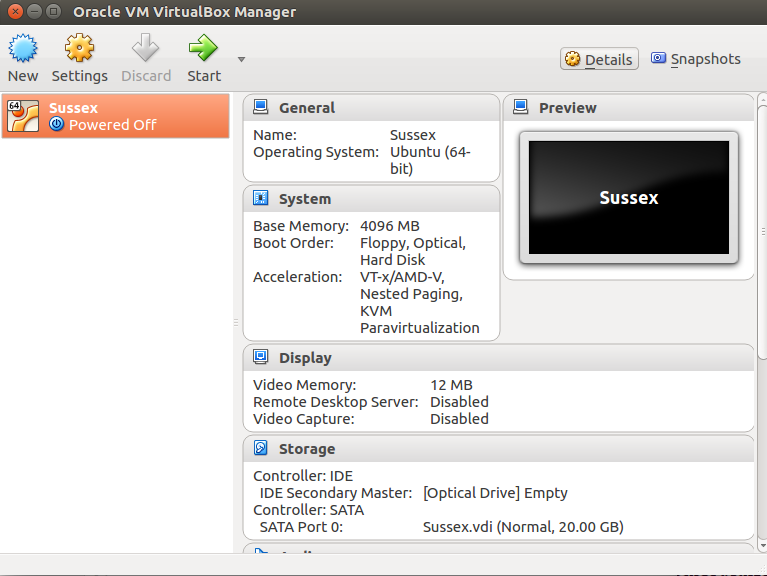 Oracle VM VirtualBox Manager
New Settings Discard Start Details Snapshots
64
Sussex
Powered Off
General
Name: Sussex
Operating System: Ubuntu (64-
bit)
System
Base Memory: 4096 MB
Boot Order: Floppy, Optical,
Hard Disk
Acceleration: VT-x/AMD-V,
Nested Paging,
KVM
Paravirtualization
Preview
Sussex
Display
Video Memory: 12 MB
Remote Desktop Server: Disabled
Video Capture: Disabled
Storage
Controller: IDE
IDE Secondary Master: [Optical Drive] Empty
Controller: SATA
SATA Port 0: Sussex.vdi (Normal, 20.00 GB)